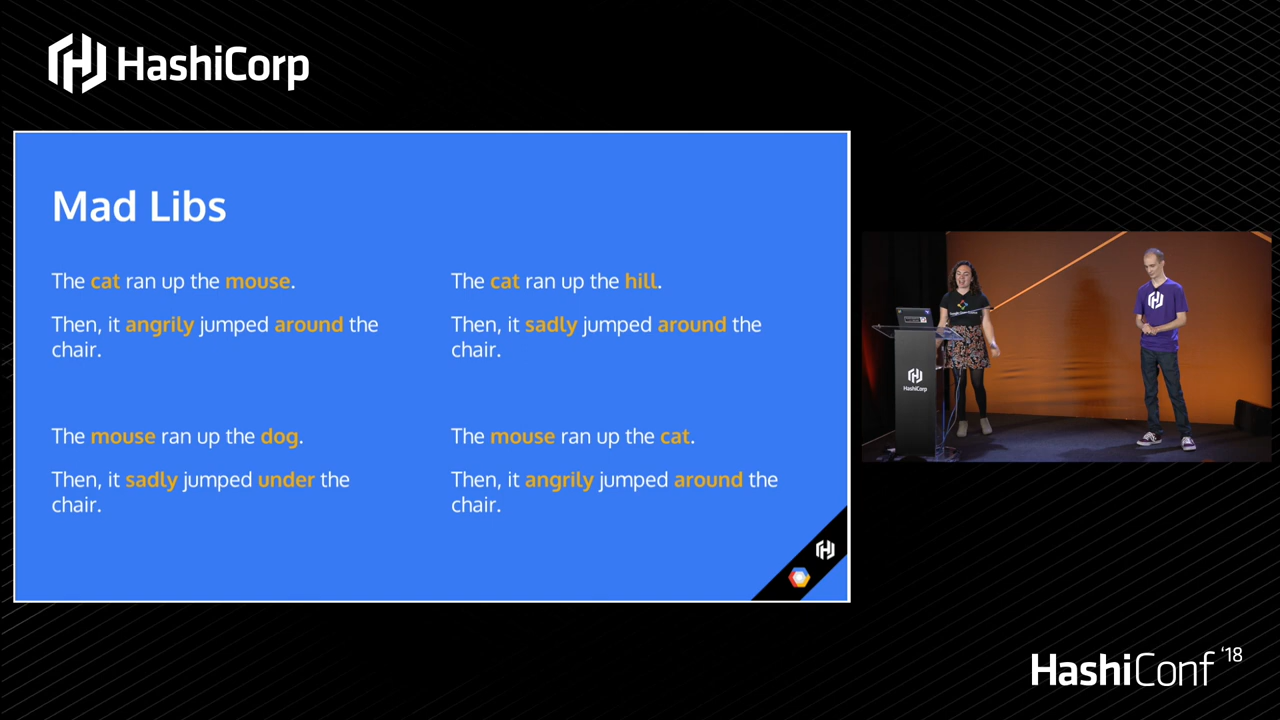 HashiCorp
Mad Libs
The cat ran up the mouse.
Then, it angrily jumped around the
chair.
The cat ran up the hill.
Then, it sadly jumped around the
chair.
The mouse ran up the dog.
Then, it sadly jumped under the
chair.
The mouse ran up the cat.
Then, it angrily jumped around the
chair.
HashiCorp
HashiConf '18